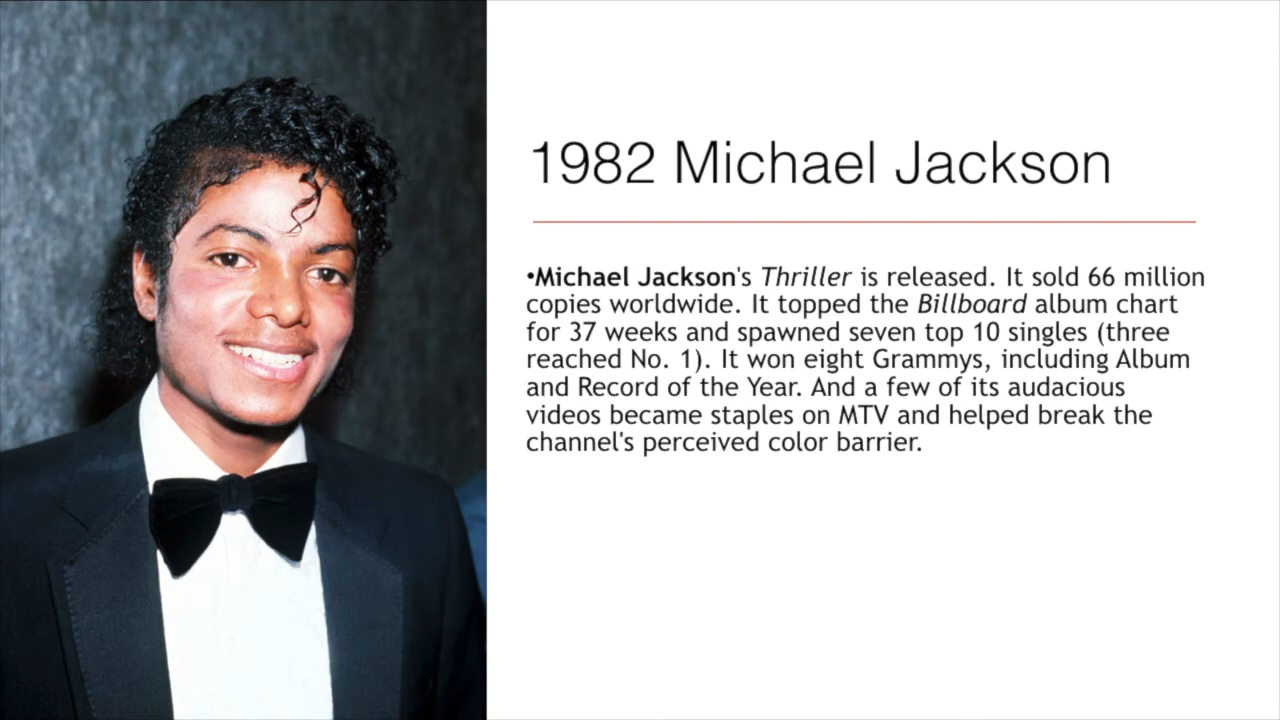 1982 Michael Jackson
•Michael Jackson's Thriller is released. It sold 66 million
copies worldwide. It topped the Billboard album chart
for 37 weeks and spawned seven top 10 singles (three
reached No. 1). It won eight Grammys, including Album
and Record of the Year. And a few of its audacious
videos became staples on MTV and helped break the
channel's perceived color barrier.